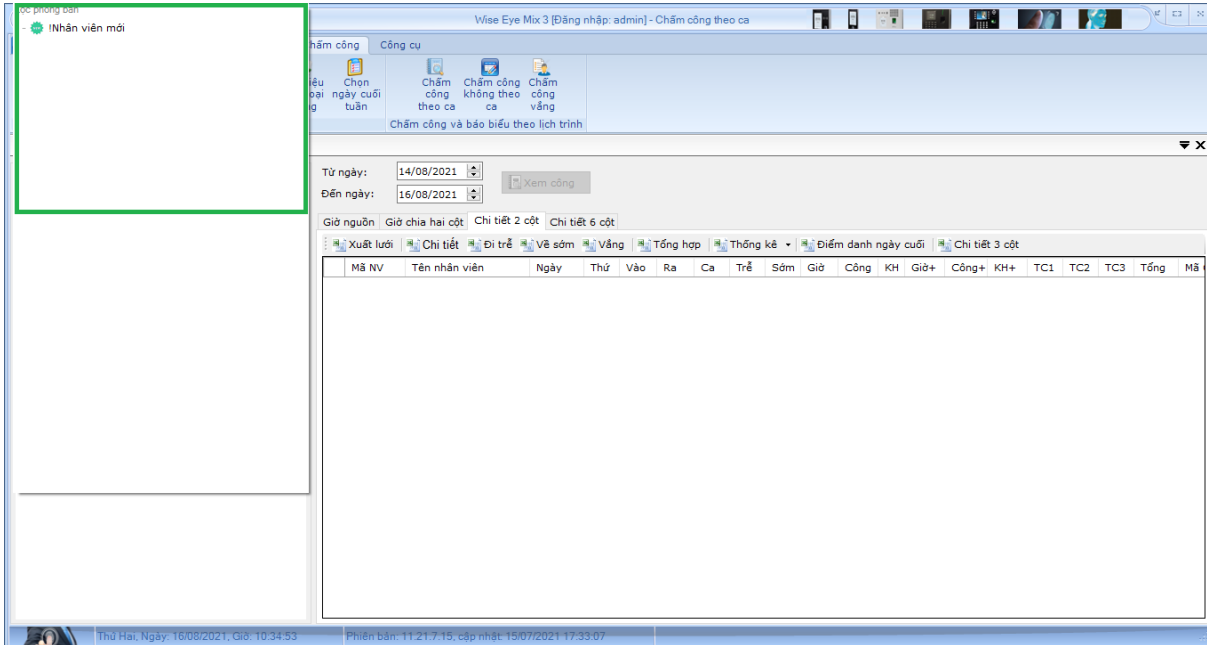 ọc phòng ban
Wise Eye Mix 3 [Đăng nhập: admin] - Chấm công theo ca
!Nhân viên mới
hấm công Công cụ
iệu Chọn Chấm Chấm công Chấm
oại ngày cuối công không theo công
g tuần theo ca ca vắng
Chấm công và báo biểu theo lịch trinh
Từ ngày: 14/08/2021 Xem công
Đến ngày: 16/08/2021
Giờ nguồn Giờ chia hai cột Chi tiết 2 cột Chi tiết 6 cột
Xuất lưới Chi tiết Đi trễ Về sớm Vắng Tổng hợp Thống kê Điểm danh ngày cuối Chi tiết 3 cột
Mã NV Tên nhân viên Ngày Thứ Vào Ra Ca Trễ Sớm Giờ Công KH Giờ+ Công+ KH+ TC1 TC2 TC3 Tổng Mã
Thứ Hai, Ngày: 16/08/2021, Giờ: 10:34:53 Phiên bản: 11.21.7.15, cập nhật: 15/07/2021 17:33:07